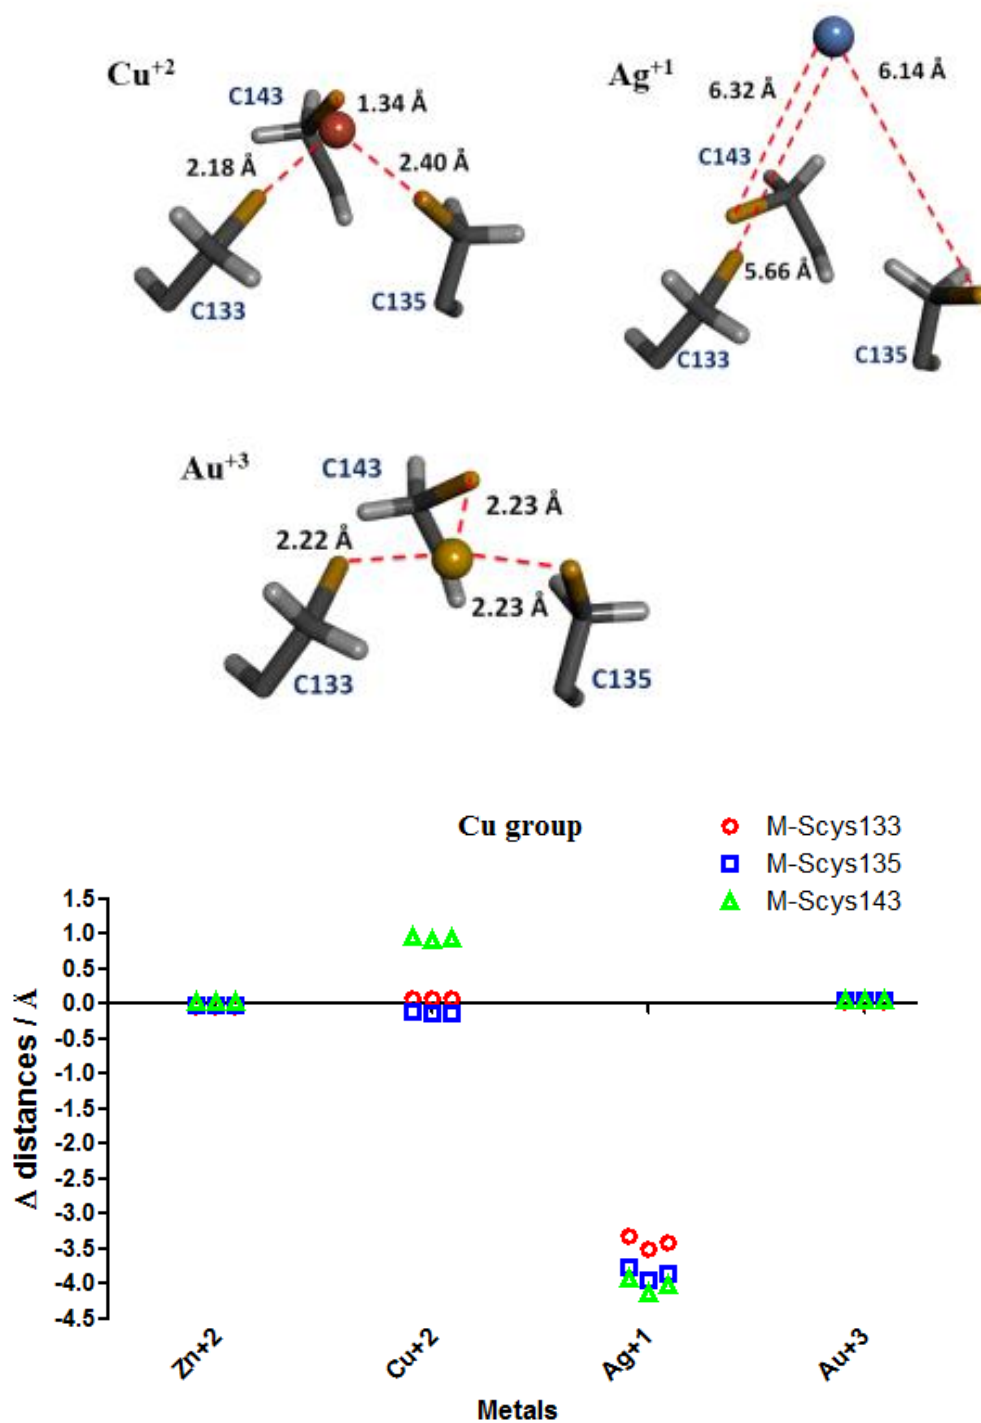 Cu+2
C143
1.34 Å
2.18 Å
2.40 Å
C133
C135
Ag+1
6.32 Å
6.14 Å
C143
5.66 Å
C133
C135
Au+3
C143
2.23 Å
2.22 Å
2.23 Å
C133
C135
Cu group
M-Scys133
M-Scys135
M-Scys143
Δ distances / Å
1.5
1.0
0.5
0.0
-0.5
-1.0
-1.5
-2.0
-2.5
-3.0
-3.5
-4.0
-4.5
Zn+2
Cu+2
Ag+1
Au+3
Metals